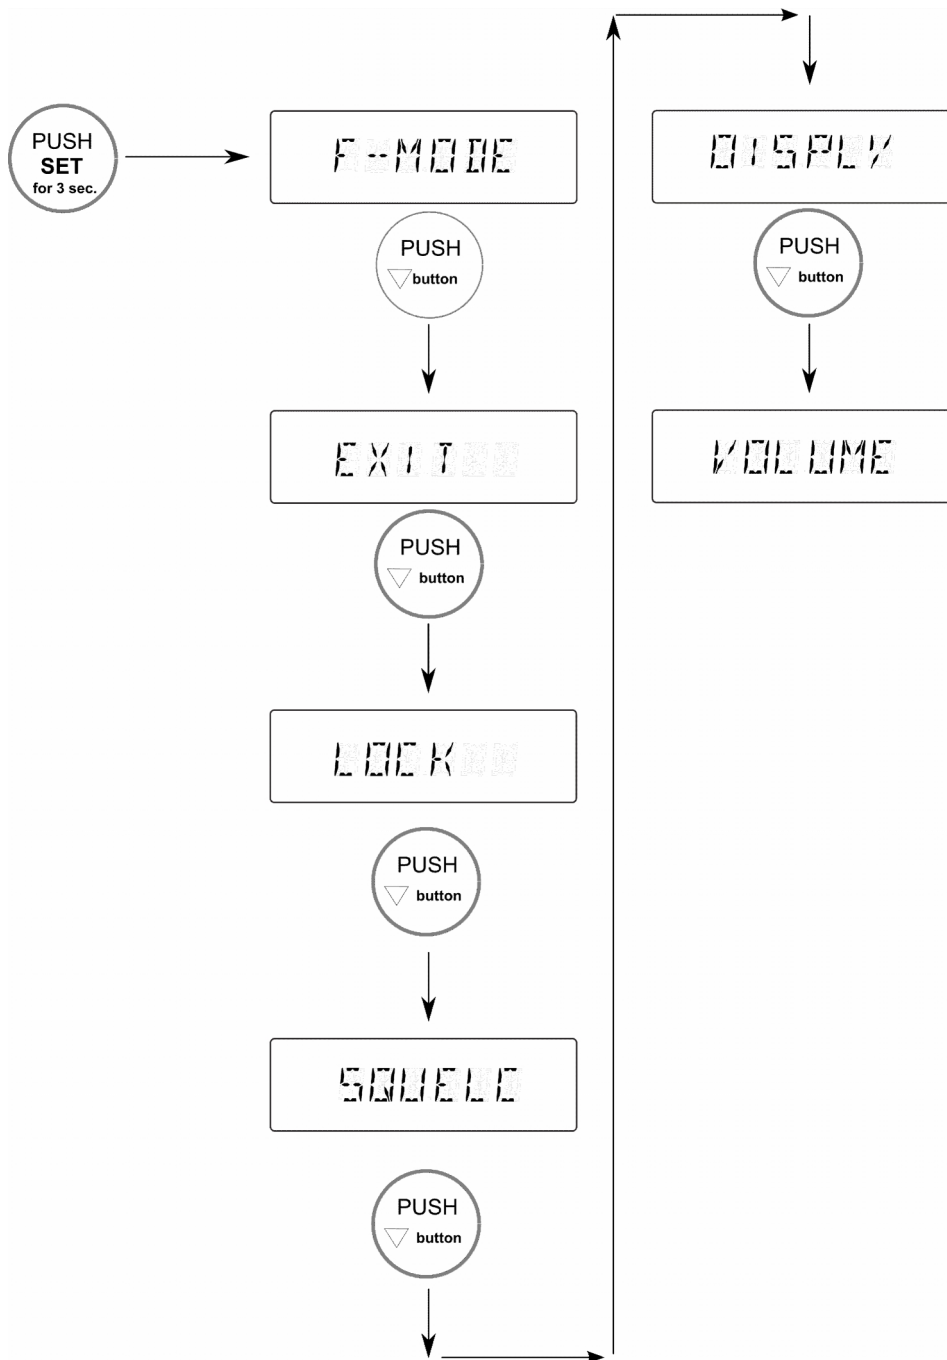 PUSH
SET
for 3 sec.
F-MODE
PUSH
button
EXIT
PUSH
button
LOCK
PUSH
button
SQUELC
PUSH
button
DISPLY
PUSH
button
VOLUME